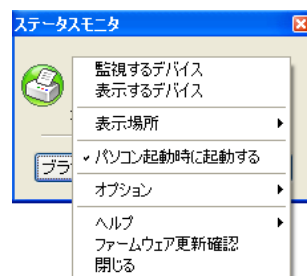 ステータスモニタ
監視するデバイス
表示するデバイス
表示場所
パソコン起動時に起動する
ブラ
オプション
ヘルプ
ファームウェア更新確認
閉じる